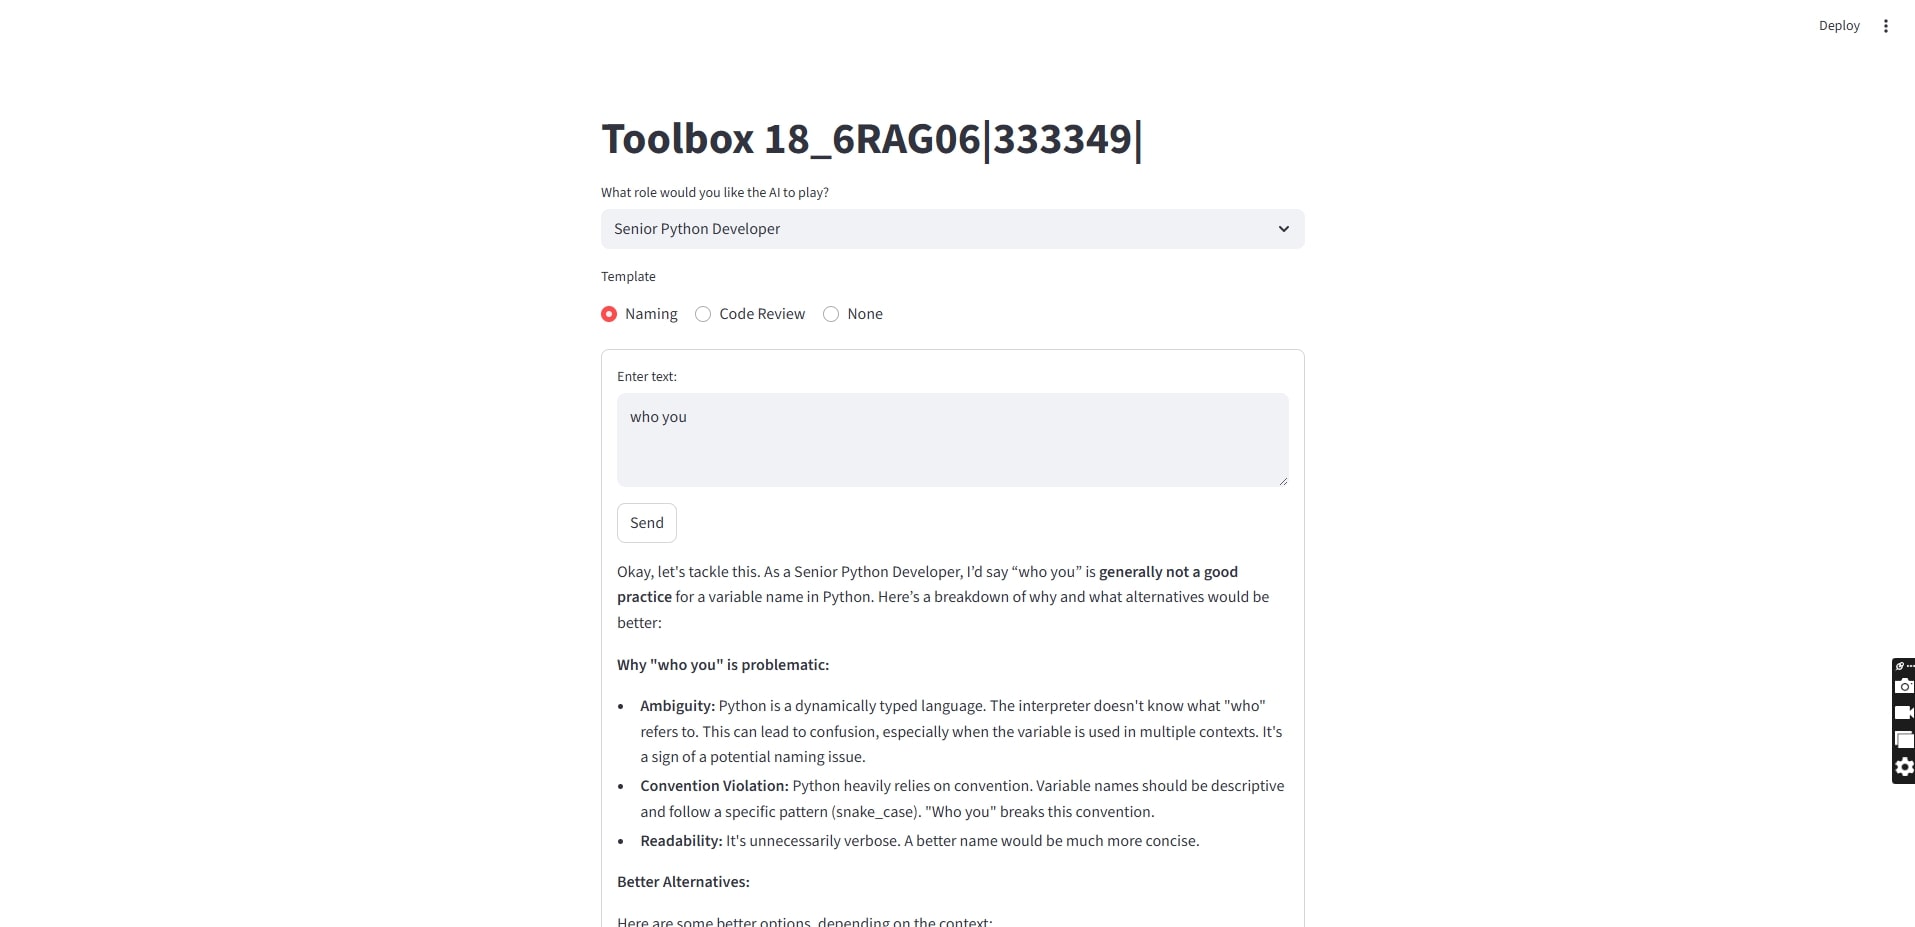 Deploy
Toolbox 18_6RAG06|333349|
What role would you like the AI to play?
Senior Python Developer
Template
Naming Code Review None
Enter text:
who you
Send
Okay, let's tackle this. As a Senior Python Developer, I’d say “who you” is generally not a good
practice for a variable name in Python. Here’s a breakdown of why and what alternatives would be
better:
Why "who you" is problematic:
• Ambiguity: Python is a dynamically typed language. The interpreter doesn't know what "who"
refers to. This can lead to confusion, especially when the variable is used in multiple contexts. It's
a sign of a potential naming issue.
• Convention Violation: Python heavily relies on convention. Variable names should be descriptive
and follow a specific pattern (snake_case). "Who you" breaks this convention.
• Readability: It's unnecessarily verbose. A better name would be much more concise.
Better Alternatives:
Here are some better options, depending on the context: